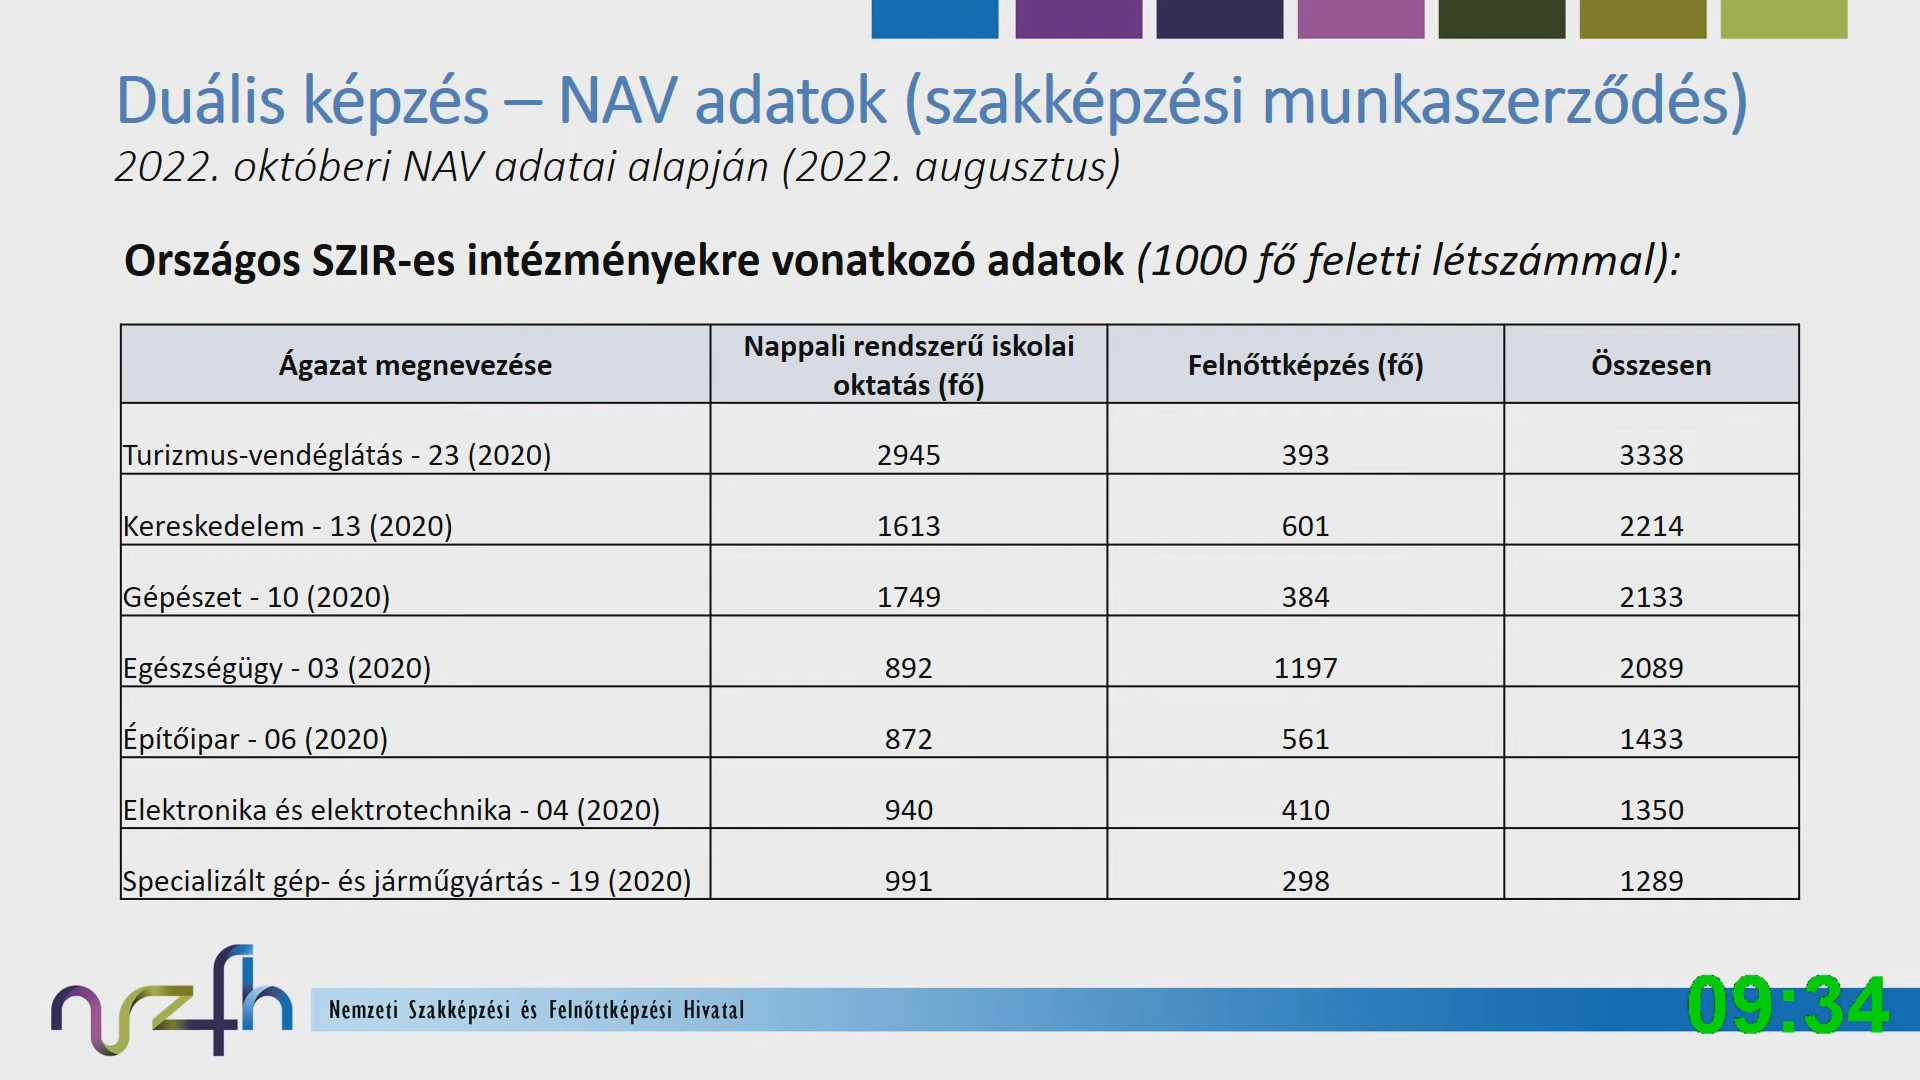 Duális képzés – NAV adatok (szakképzési munkaszerződés)
2022. októberi NAV adatai alapján (2022. augusztus)
Országos SZIR-es intézményekre vonatkozó adatok (1000 fő feletti létszámmal):
Ágazat megnevezése
Nappali rendszerű iskolai
oktatás (fő)
Felnőttképzés (fő)
Összesen
Turizmus-vendéglátás - 23 (2020) 2945 393 3338
Kereskedelem - 13 (2020) 1613 601 2214
Gépészet - 10 (2020) 1749 384 2133
Egészségügy - 03 (2020) 892 1197 2089
Építőipar - 06 (2020) 872 561 1433
Elektronika és elektrotechnika - 04 (2020) 940 410 1350
Specializált gép- és járműgyártás - 19 (2020) 991 298 1289
nszfh
Nemzeti Szakképzési és Felnőttképzési Hivatal
09:34